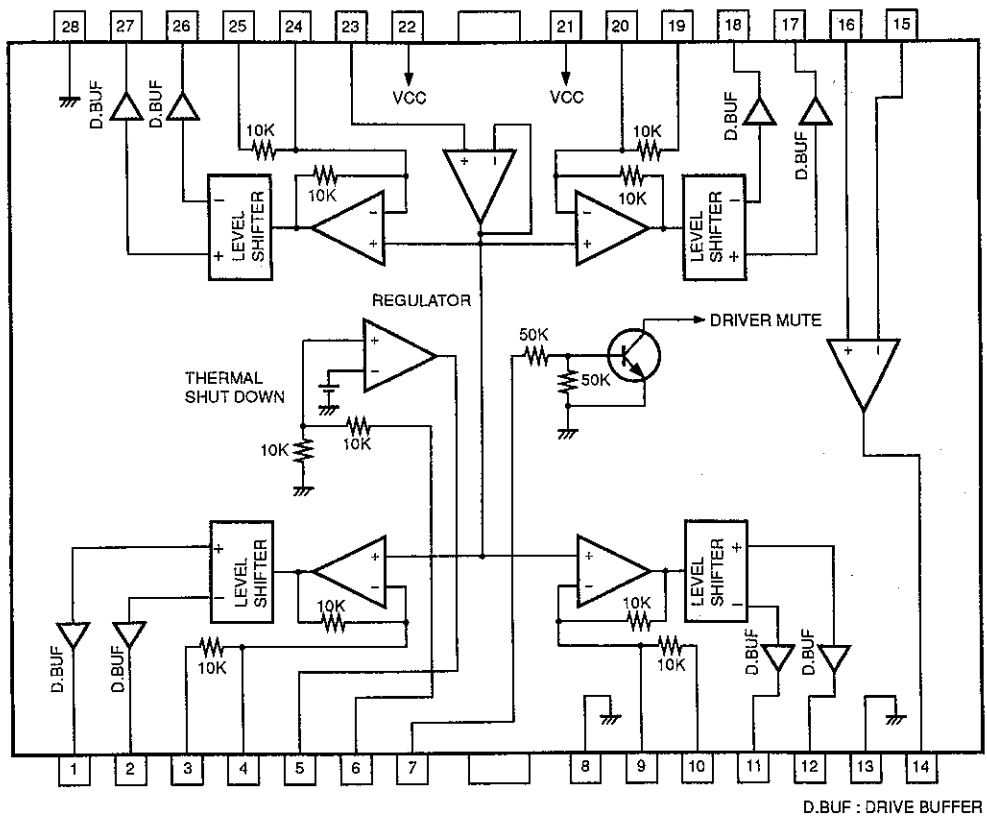 28 27 26 25 24 23 22 21 20 19 18 17 16 15
D.BUF
D.BUF
VCC
VCC
D.BUF
D.BUF
10K
10K
+ −
10K
10K
−
+
LEVEL SHIFTER
−
+
−
+
LEVEL SHIFTER
−
+
REGULATOR
+
−
THERMAL
SHUT DOWN
10K
10K
50K
50K
DRIVER MUTE
+ −
+
−
LEVEL SHIFTER
+
−
10K
10K
+
−
10K
10K
LEVEL SHIFTER
+
−
D.BUF
D.BUF
D.BUF
D.BUF
1 2 3 4 5 6 7 8 9 10 11 12 13 14
D.BUF : DRIVE BUFFER